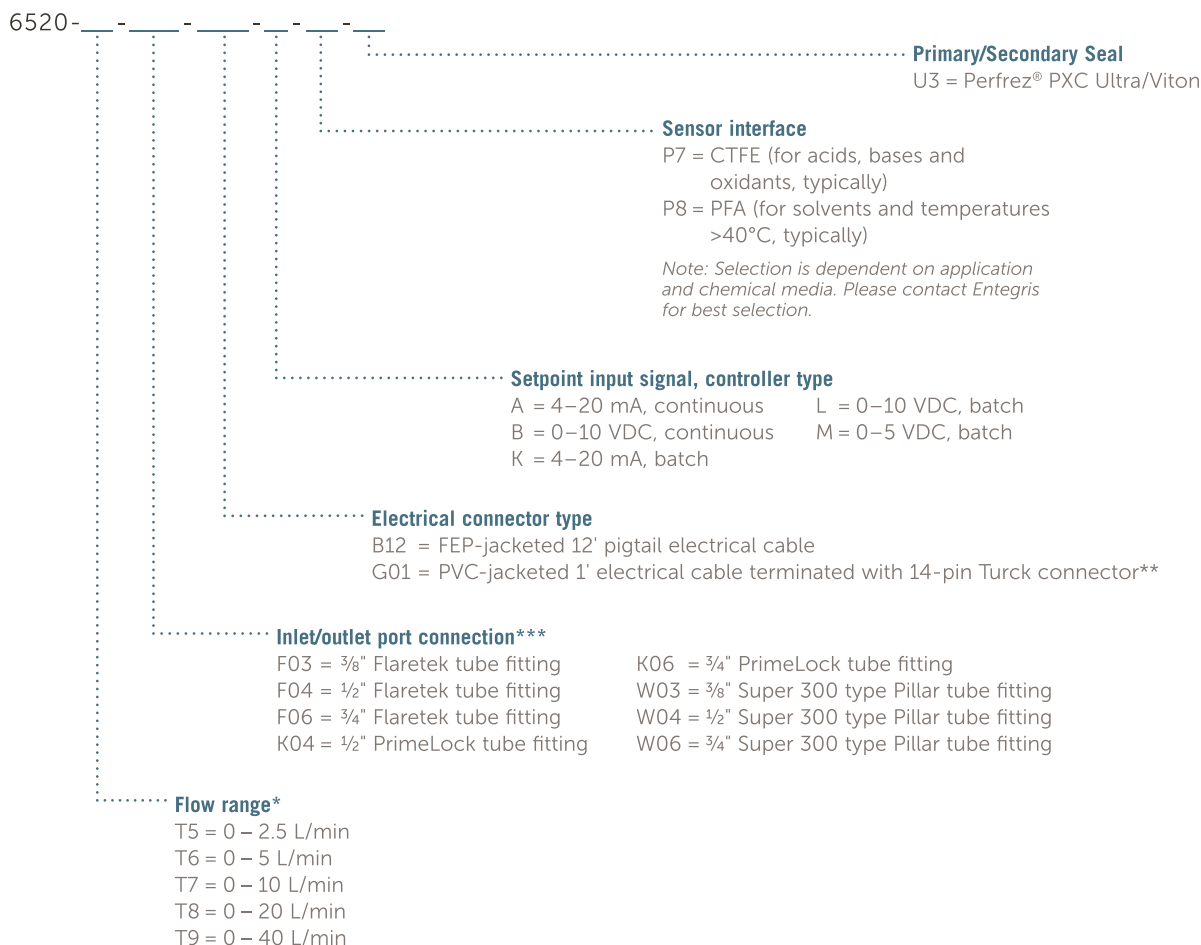 6520-__-___-___-_-__-__
Primary/Secondary Seal
U3 = Perfrez® PXC Ultra/Viton
Sensor interface
P7 = CTFE (for acids, bases and
oxidants, typically)
P8 = PFA (for solvents and temperatures
>40°C, typically)
Note: Selection is dependent on application
and chemical media. Please contact Entegris
for best selection.
Setpoint input signal, controller type
A = 4–20 mA, continuous
B = 0–10 VDC, continuous
K = 4–20 mA, batch
L = 0–10 VDC, batch
M = 0–5 VDC, batch
Electrical connector type
B12 = FEP-jacketed 12' pigtail electrical cable
G01 = PVC-jacketed 1' electrical cable terminated with 14-pin Turck connector**
Inlet/outlet port connection***
F03 = ⅜" Flaretek tube fitting
F04 = ½" Flaretek tube fitting
F06 = ¾" Flaretek tube fitting
K04 = ½" PrimeLock tube fitting
K06 = ¾" PrimeLock tube fitting
W03 = ⅜" Super 300 type Pillar tube fitting
W04 = ½" Super 300 type Pillar tube fitting
W06 = ¾" Super 300 type Pillar tube fitting
Flow range*
T5 = 0 – 2.5 L/min
T6 = 0 – 5 L/min
T7 = 0 – 10 L/min
T8 = 0 – 20 L/min
T9 = 0 – 40 L/min